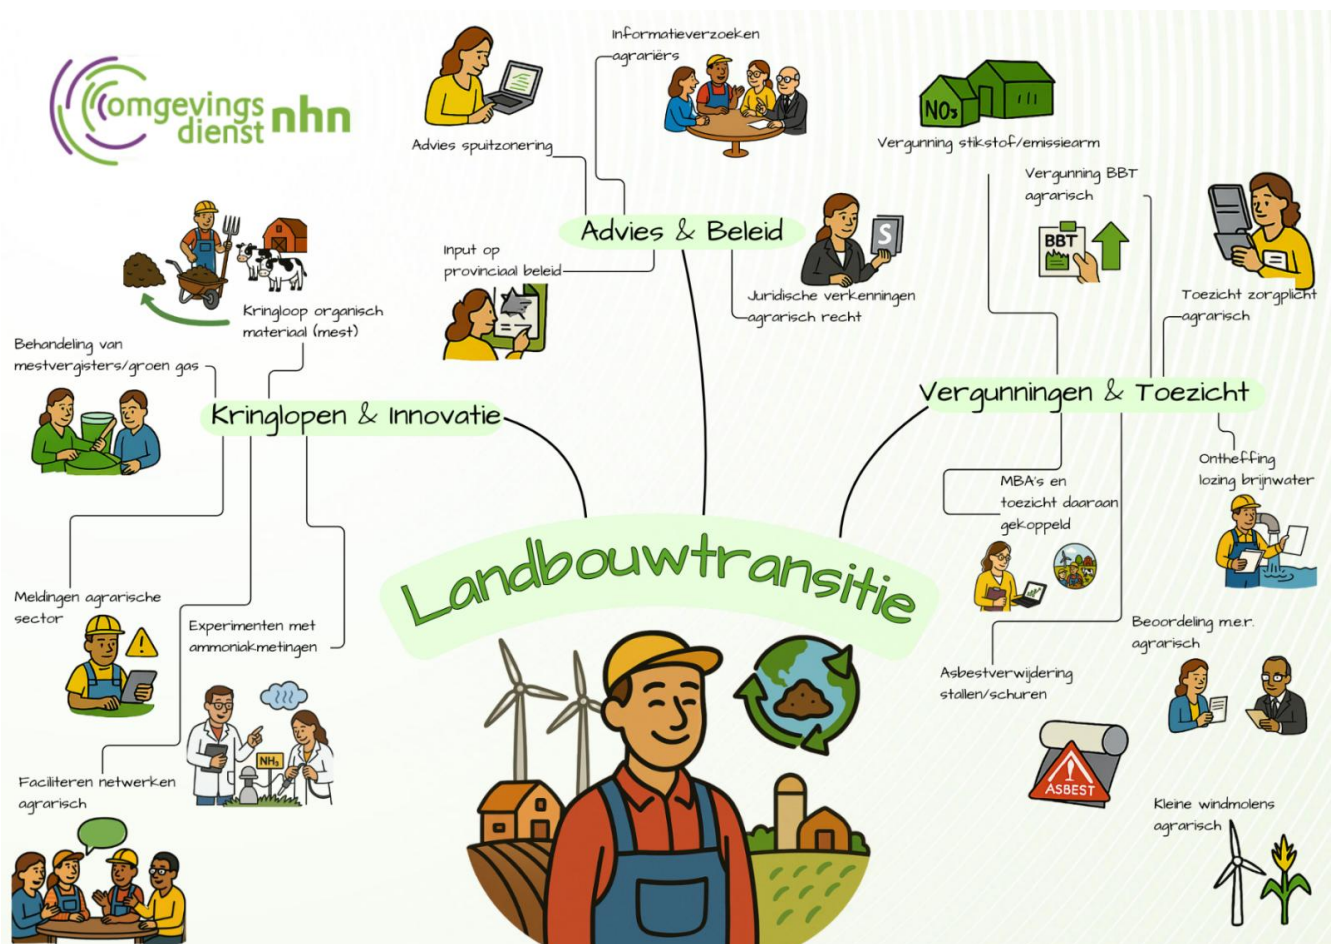 omgevings
dienst nhn
Informatieverzoeken
agrariërs
Advies spuitzonering
Advies & Beleid
Input op
provinciaal beleid
S
Juridische verkenningen
agrarisch recht
NO₃
Vergunning stikstof/emissiearm
Vergunning BBT
agrarisch
BBT
Toezicht zorgplicht
agrarisch
Vergunningen & Toezicht
Kringloop organisch
materiaal (mest)
Behandeling van
mestvergisters/groen gas
Kringlopen & Innovatie
Meldingen agrarische
sector
Experimenten met
ammoniakmetingen
NH₃
Faciliteren netwerken
agrarisch
Landbouwtransitie
MBA's en
toezicht daaraan
gekoppeld
Ontheffing
lozing brijnwater
Asbestverwijdering
stallen/schuren
ASBEST
Beoordeling m.e.r.
agrarisch
Kleine windmolens
agrarisch